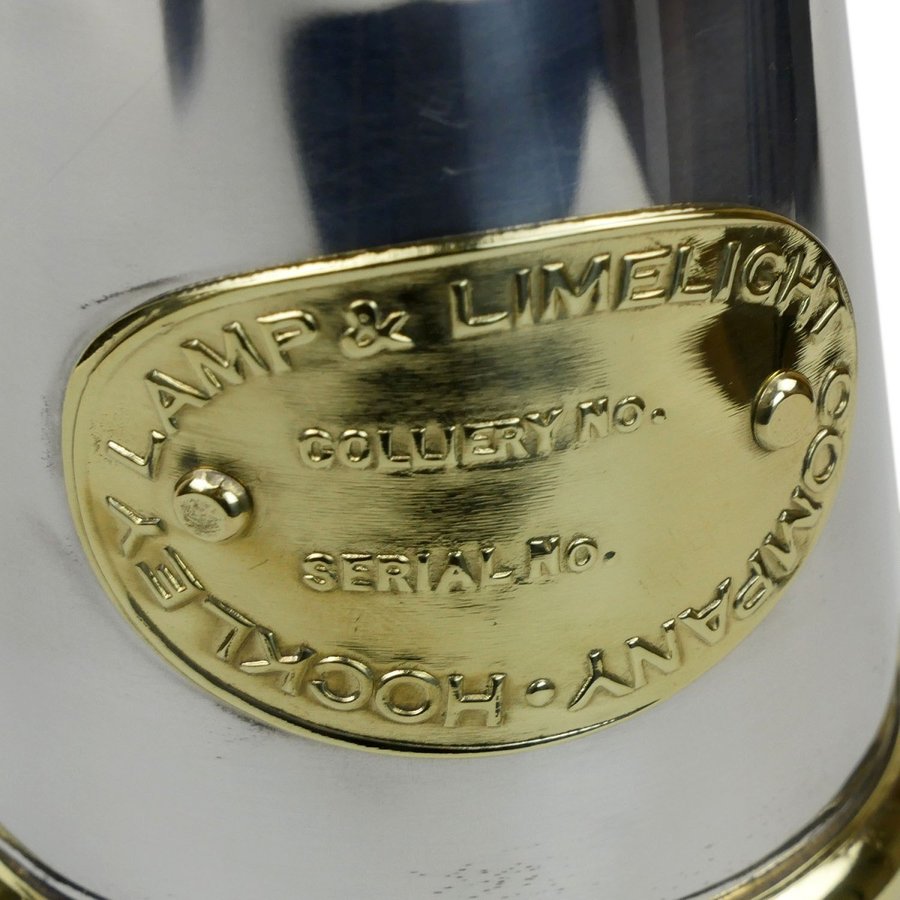 HOCKLEY LAMP & LIMELIGHT COMPANY •
COLLIERY NO.
SERIAL NO.